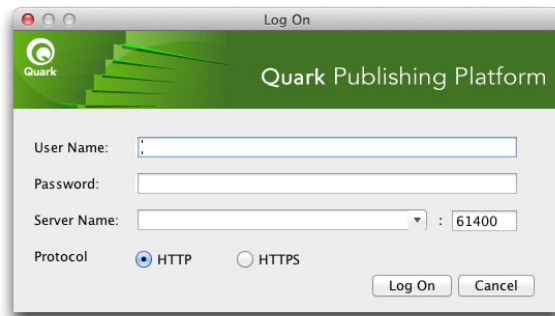 Log On
Quark
Quark Publishing Platform
User Name:
Password:
Server Name: : 61400
Protocol HTTP HTTPS
Log On Cancel